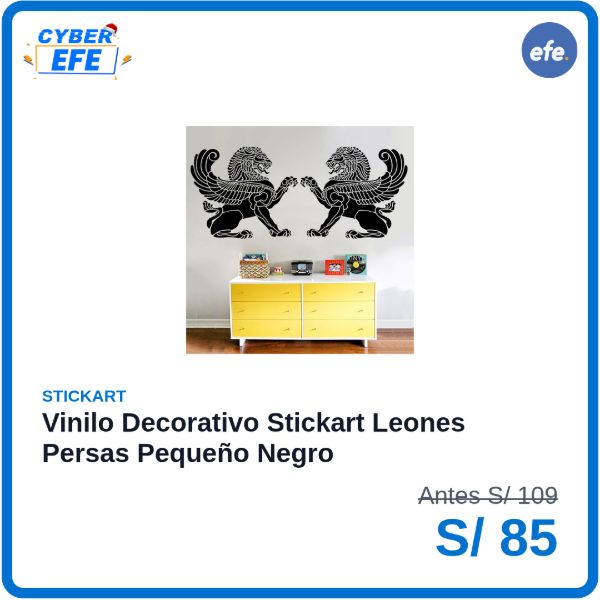 CYBER
EFE
efe.
STICKART
Vinilo Decorativo Stickart Leones
Persas Pequeño Negro
Antes S/ 109
S/ 85